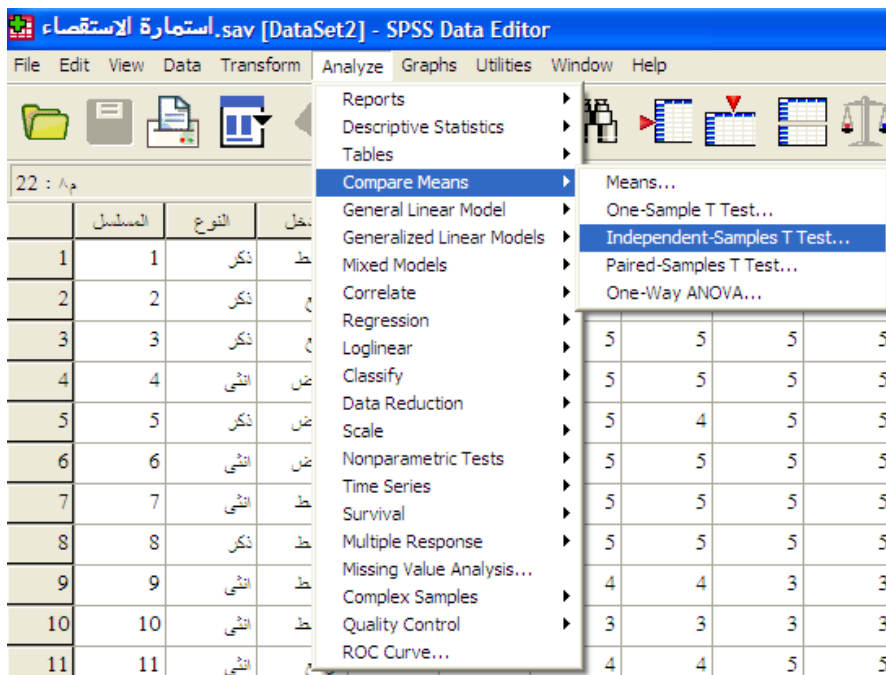 استمارة الاستقصاء.sav [DataSet2] - SPSS Data Editor
File Edit View Data Transform Analyze Graphs Utilities Window Help
22 : م٨
المسلسل النوع
1 1 ذكر
2 2 ذكر
3 3 ذكر 5 5 5 5
4 4 انثى 5 5 5 5
5 5 ذكر 5 4 5 5
6 6 انثى 5 5 5 5
7 7 انثى 5 5 5 5
8 8 ذكر 5 5 5 5
9 9 انثى 4 4 3 3
10 10 انثى 3 3 3 3
11 11 انثى 4 4 5 5
Reports
Descriptive Statistics
Tables
Compare Means
General Linear Model
Generalized Linear Models
Mixed Models
Correlate
Regression
Loglinear
Classify
Data Reduction
Scale
Nonparametric Tests
Time Series
Survival
Multiple Response
Missing Value Analysis...
Complex Samples
Quality Control
ROC Curve...
Means...
One-Sample T Test...
Independent-Samples T Test...
Paired-Samples T Test...
One-Way ANOVA...